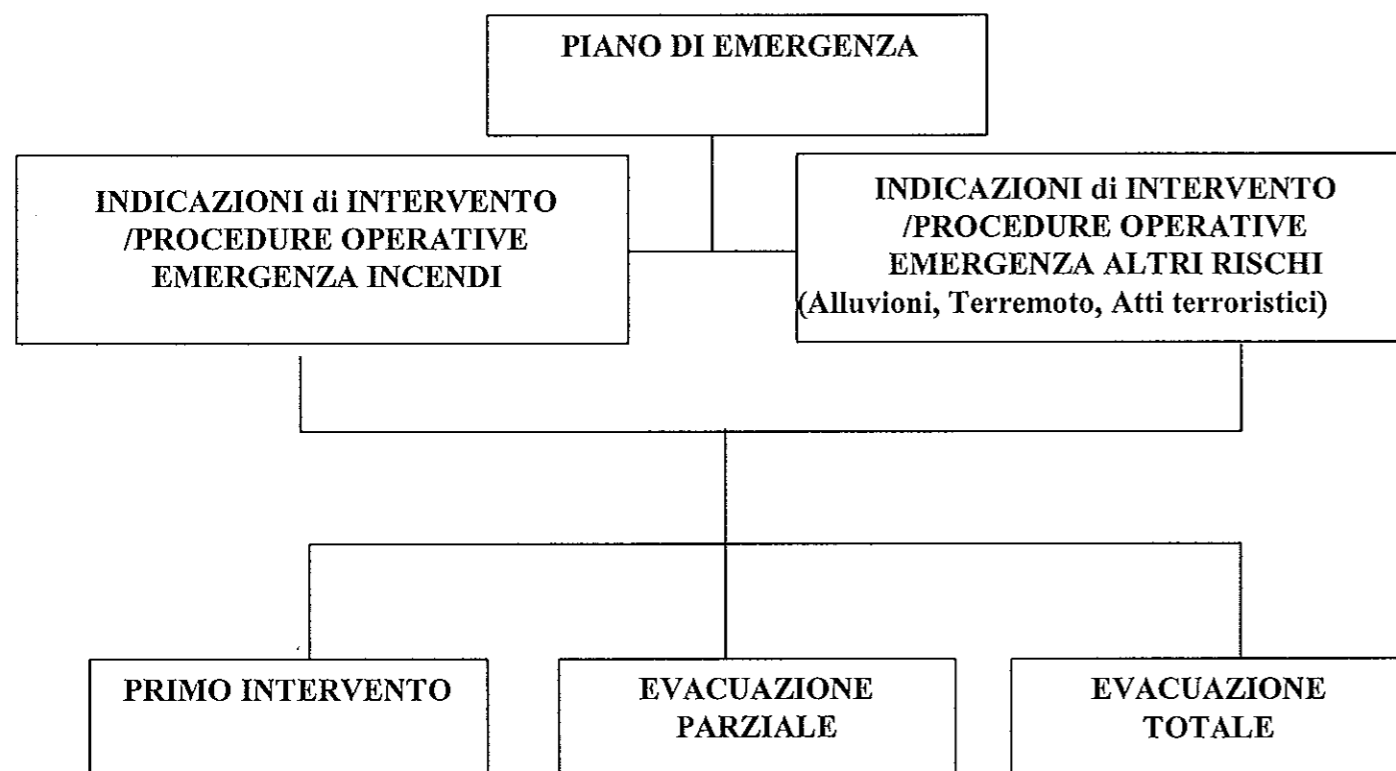 PIANO DI EMERGENZA
INDICAZIONI di INTERVENTO
/PROCEDURE OPERATIVE
EMERGENZA INCENDI
INDICAZIONI di INTERVENTO
/PROCEDURE OPERATIVE
EMERGENZA ALTRI RISCHI
(Alluvioni, Terremoto, Atti terroristici)
PRIMO INTERVENTO
EVACUAZIONE
PARZIALE
EVACUAZIONE
TOTALE